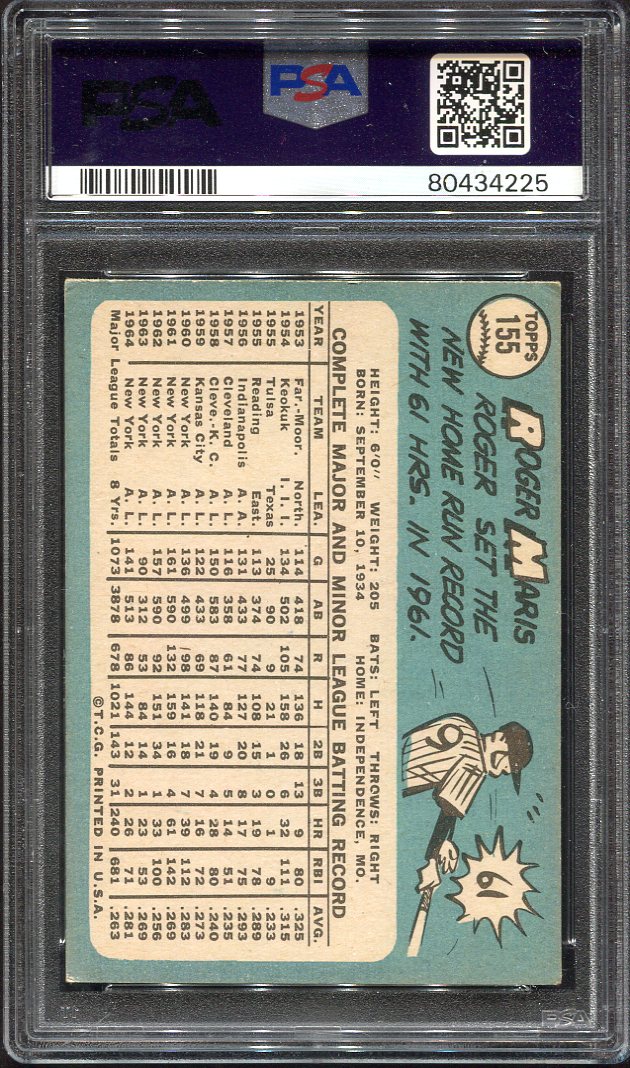 PSA
PSA
80434225
TOPPS
155
ROGER MARIS
ROGER SET THE
NEW HOME RUN RECORD
WITH 61 HRS. IN 1961.
9
61
HEIGHT: 6'0" WEIGHT: 205 BATS: LEFT THROWS: RIGHT
BORN: SEPTEMBER 10, 1934 HOME: INDEPENDENCE, MO.
COMPLETE MAJOR AND MINOR LEAGUE BATTING RECORD
YEAR TEAM LEA. G AB R H 2B 3B HR RBI AVG.
1953 Far.-Moor. North. 114 418 74 136 18 13 9 80 .325
1954 Keokuk I. I. I. 134 502 105 158 26 6 32 111 .315
1955 Tulsa Texas 25 90 9 21 1 0 1 9 .233
1955 Reading East. 113 374 74 108 15 3 19 78 .289
1956 Indianapolis A. A. 131 433 77 127 20 8 17 75 .293
1957 Cleveland A. L. 116 358 61 84 9 5 14 51 .235
1958 Cleve.-K. C. A. L. 150 583 87 140 19 4 28 80 .240
1959 Kansas City A. L. 122 433 69 118 21 7 16 72 .273
1960 New York A. L. 136 499 98 141 18 7 39 112 .283
1961 New York A. L. 161 590 132 159 16 4 61 142 .269
1962 New York A. L. 157 590 92 151 34 1 33 100 .256
1963 New York A. L. 90 312 53 84 14 1 23 53 .269
1964 New York A. L. 141 513 86 144 12 2 26 71 .281
Major League Totals 8 Yrs. 1073 3878 678 1021 143 31 240 681 .263
©T.C.G. PRINTED IN U.S.A.
PSA